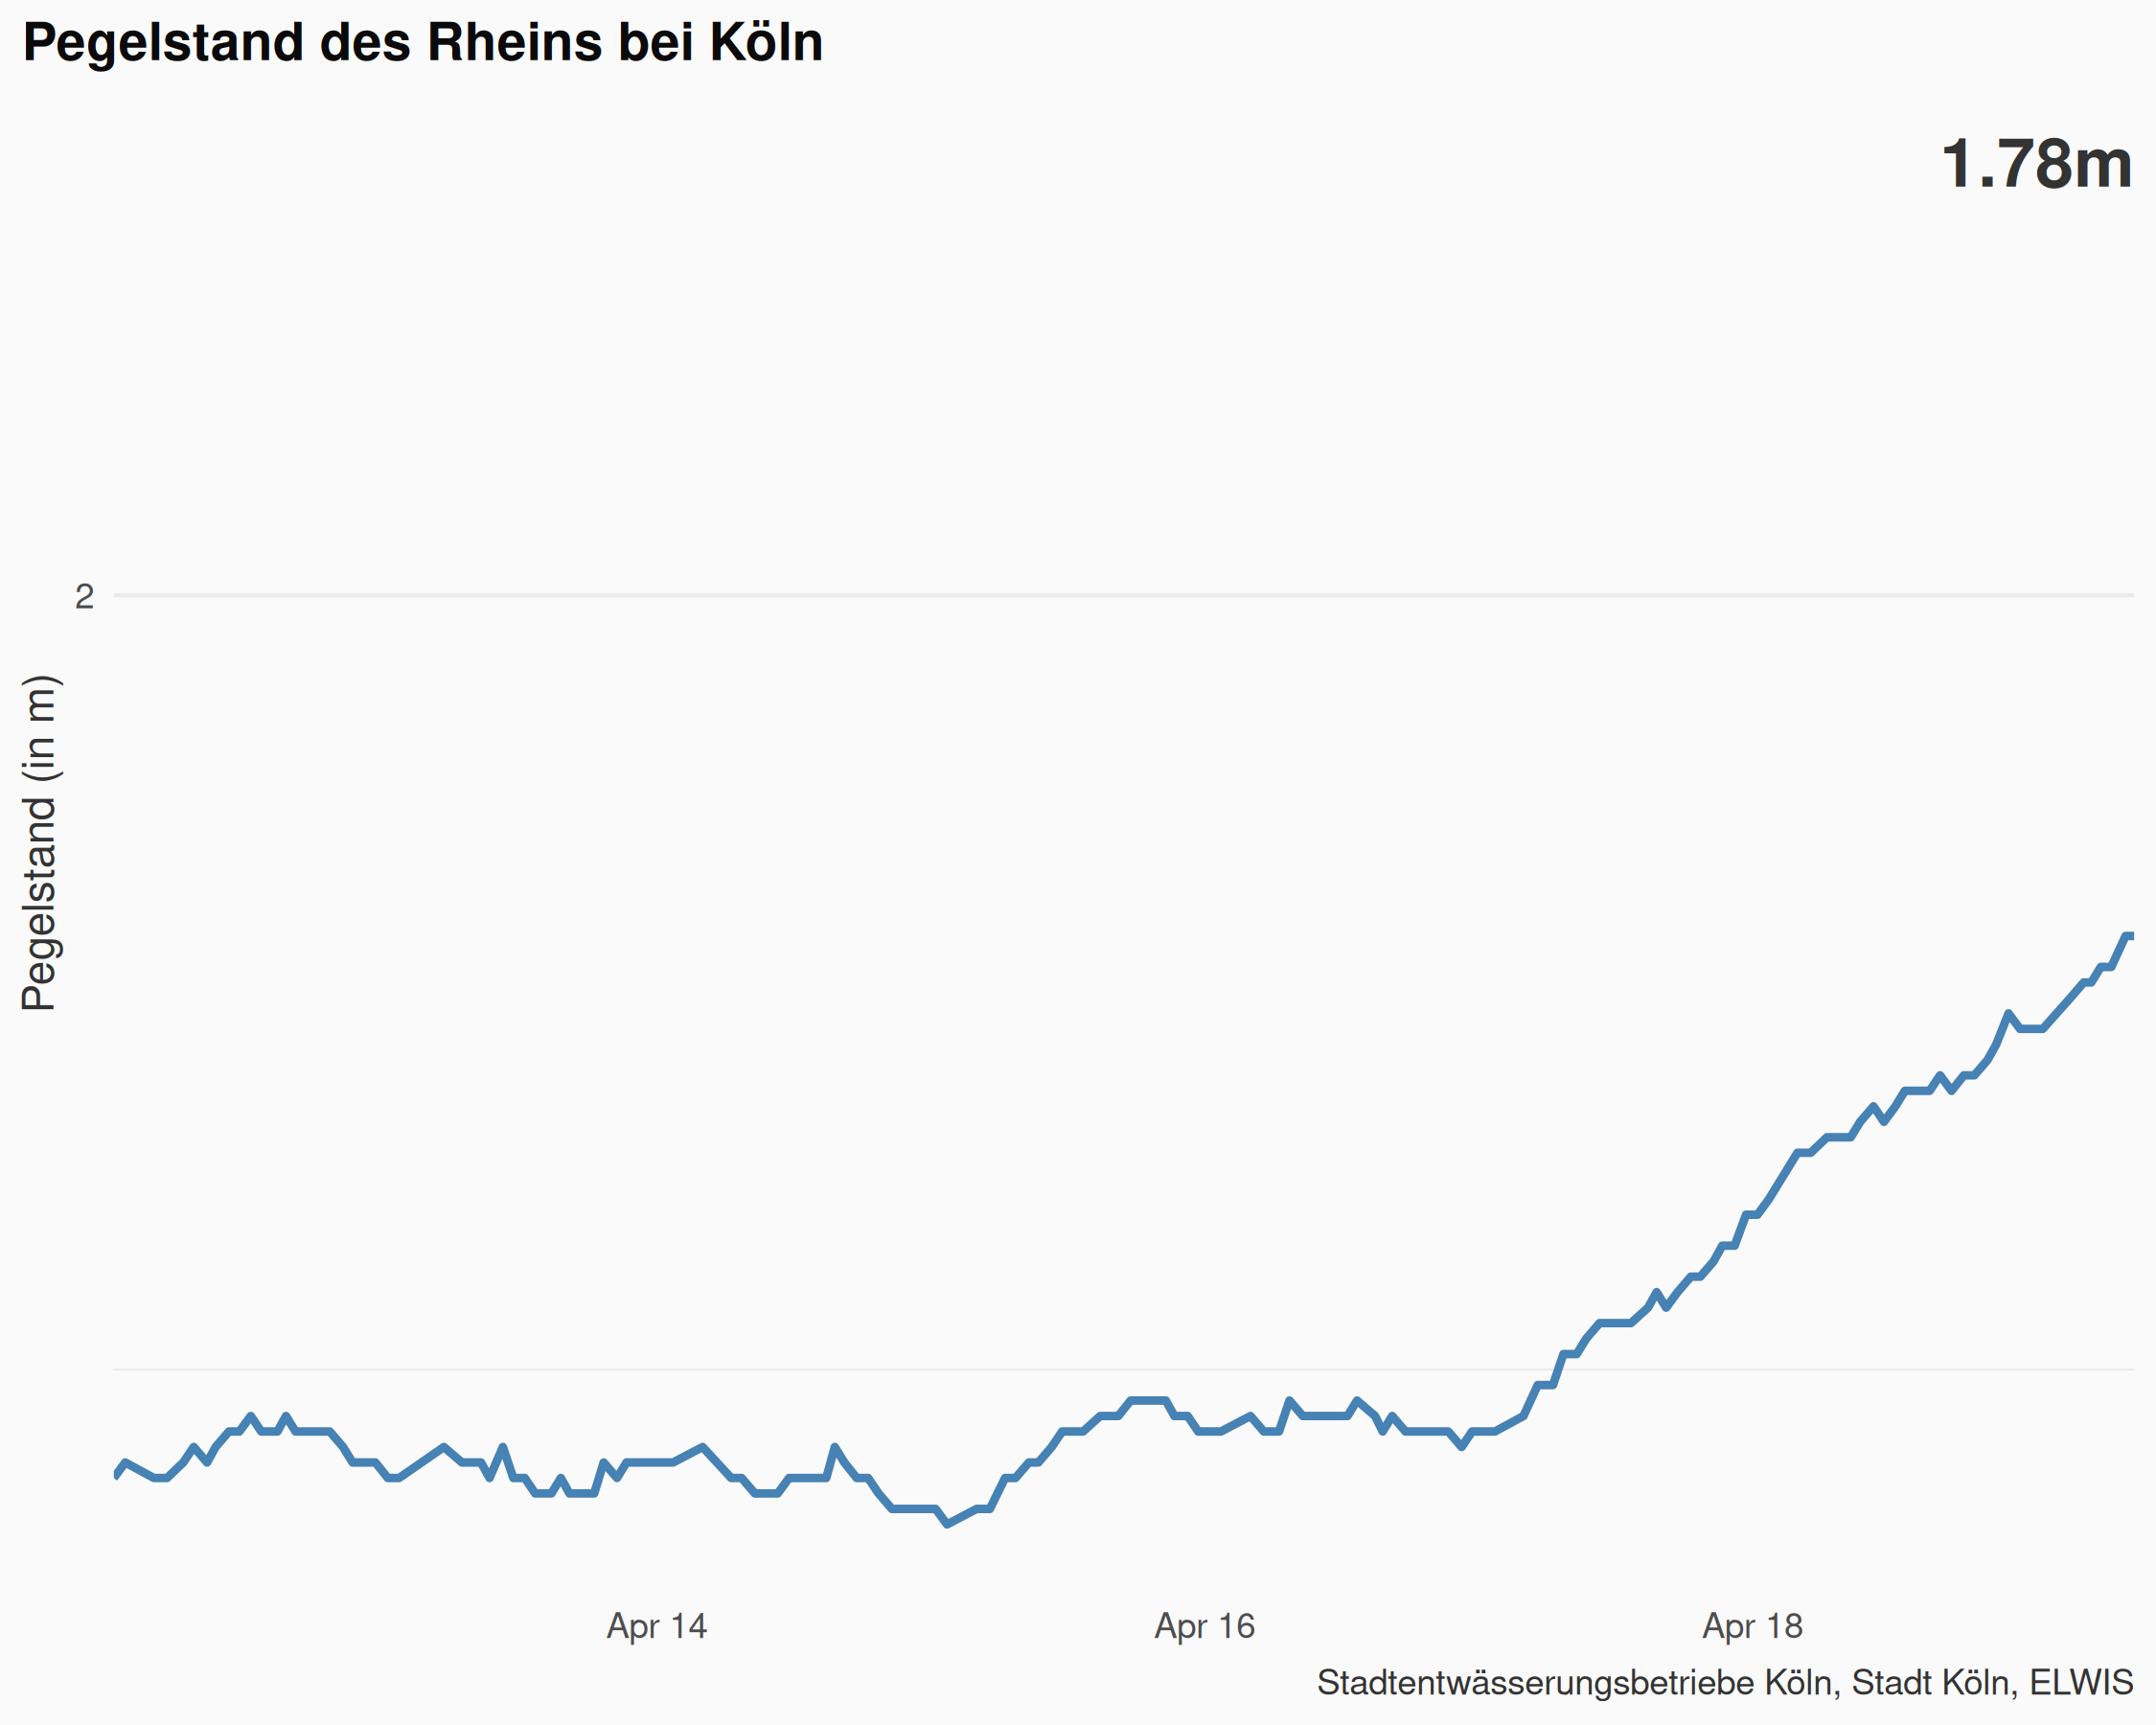 Pegelstand des Rheins bei Köln
1.78m
2
Pegelstand (in m)
Apr 14
Apr 16
Apr 18
Stadtentwässerungsbetriebe Köln, Stadt Köln, ELWIS